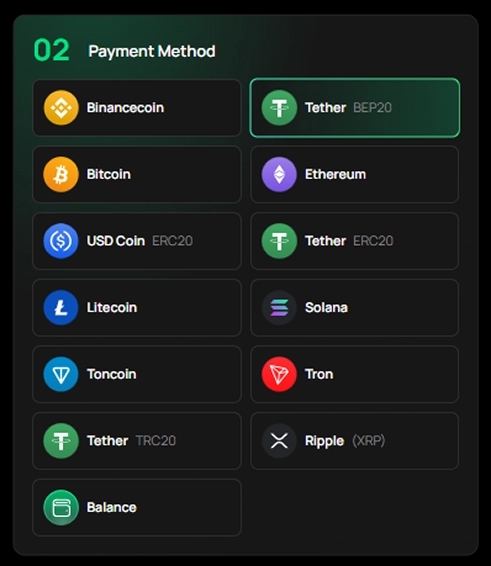 02 Payment Method
Binancecoin
Tether BEP20
Bitcoin
Ethereum
USD Coin ERC20
Tether ERC20
Litecoin
Solana
Toncoin
Tron
Tether TRC20
Ripple (XRP)
Balance